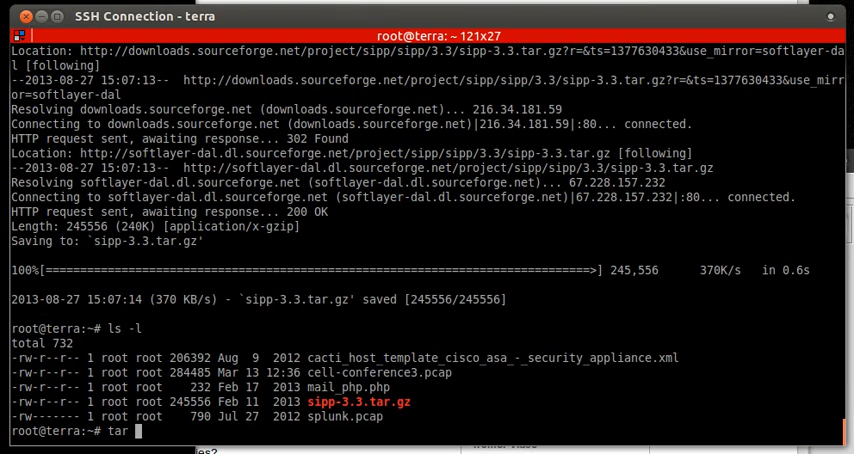 SSH Connection - terra
root@terra: ~ 121x27
Location: http://downloads.sourceforge.net/project/sipp/sipp/3.3/sipp-3.3.tar.gz?r=&ts=1377630433&use_mirror=softlayer-da
l [following]
--2013-08-27 15:07:13--  http://downloads.sourceforge.net/project/sipp/sipp/3.3/sipp-3.3.tar.gz?r=&ts=1377630433&use_mirr
or=softlayer-dal
Resolving downloads.sourceforge.net (downloads.sourceforge.net)... 216.34.181.59
Connecting to downloads.sourceforge.net (downloads.sourceforge.net)|216.34.181.59|:80... connected.
HTTP request sent, awaiting response... 302 Found
Location: http://softlayer-dal.dl.sourceforge.net/project/sipp/sipp/3.3/sipp-3.3.tar.gz [following]
--2013-08-27 15:07:13--  http://softlayer-dal.dl.sourceforge.net/project/sipp/sipp/3.3/sipp-3.3.tar.gz
Resolving softlayer-dal.dl.sourceforge.net (softlayer-dal.dl.sourceforge.net)... 67.228.157.232
Connecting to softlayer-dal.dl.sourceforge.net (softlayer-dal.dl.sourceforge.net)|67.228.157.232|:80... connected.
HTTP request sent, awaiting response... 200 OK
Length: 245556 (240K) [application/x-gzip]
Saving to: `sipp-3.3.tar.gz'
100%[================================================================================>] 245,556     370K/s   in 0.6s
2013-08-27 15:07:14 (370 KB/s) - `sipp-3.3.tar.gz' saved [245556/245556]
root@terra:~# ls -l
total 732
-rw-r--r-- 1 root root 206392 Aug  9  2012 cacti_host_template_cisco_asa_-_security_appliance.xml
-rw-r--r-- 1 root root 284485 Mar 13 12:36 cell-conference3.pcap
-rw-r--r-- 1 root root    232 Feb 17  2013 mail_php.php
-rw-r--r-- 1 root root 245556 Feb 11  2013 sipp-3.3.tar.gz
-rw------- 1 root root    790 Jul 27  2012 splunk.pcap
root@terra:~# tar